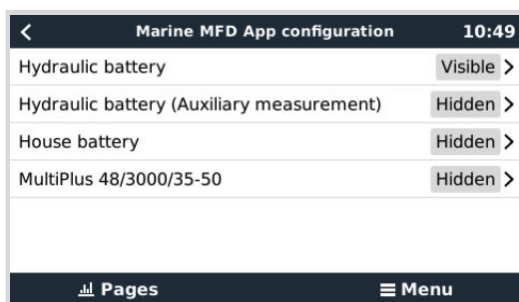 Marine MFD App configuration 10:49
Hydraulic battery Visible
Hydraulic battery (Auxiliary measurement) Hidden
House battery Hidden
MultiPlus 48/3000/35-50 Hidden
Pages Menu